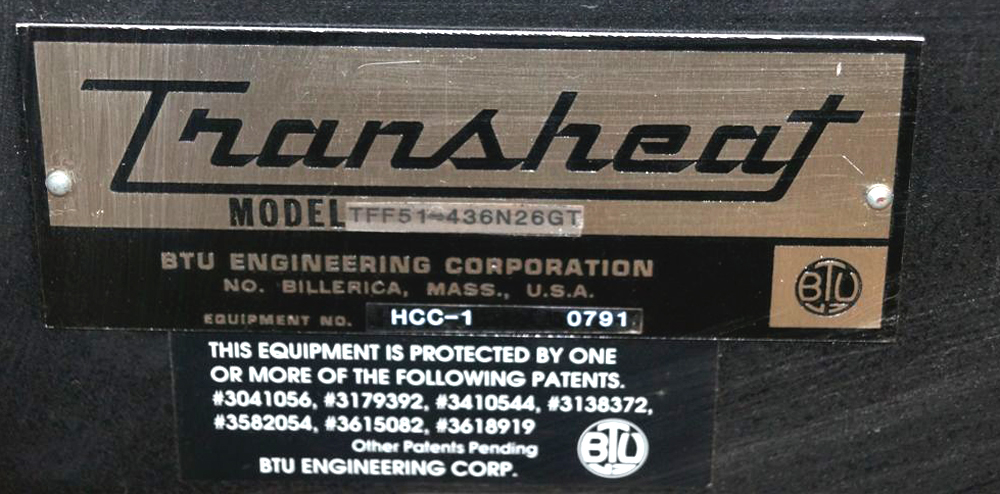 Transheat
MODEL TFF51-436N26GT
BTU ENGINEERING CORPORATION
NO. BILLERICA, MASS., U.S.A.
BTU
EQUIPMENT NO. HCC-1 0791
THIS EQUIPMENT IS PROTECTED BY ONE
OR MORE OF THE FOLLOWING PATENTS.
#3041056, #3179392, #3410544, #3138372,
#3582054, #3615082, #3618919
Other Patents Pending
BTU ENGINEERING CORP.
BTU